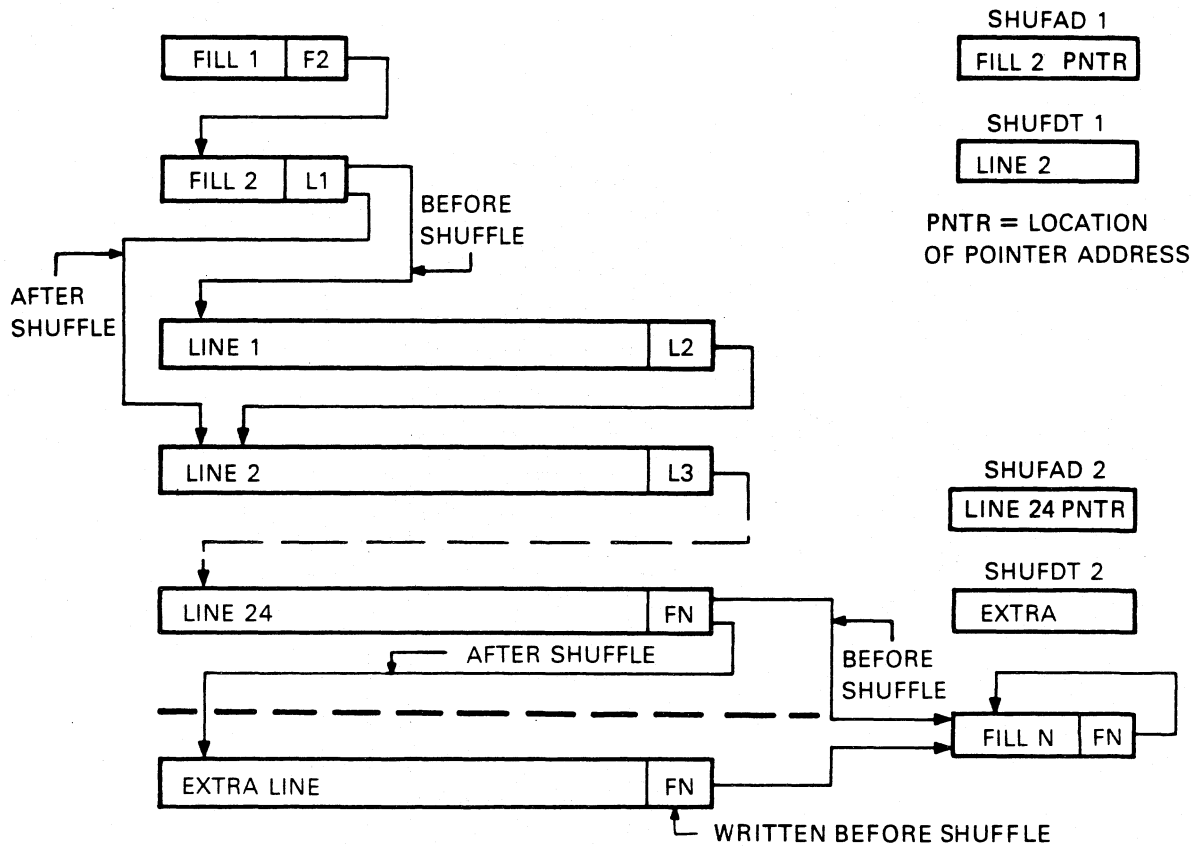 SHUFAD 1
FILL 1 F2
FILL 2 PNTR
SHUFDT 1
LINE 2
FILL 2 L1
BEFORE
SHUFFLE
PNTR = LOCATION
OF POINTER ADDRESS
AFTER
SHUFFLE
LINE 1 L2
LINE 2 L3
SHUFAD 2
LINE 24 PNTR
SHUFDT 2
EXTRA
LINE 24 FN
AFTER SHUFFLE
BEFORE
SHUFFLE
FILL N FN
EXTRA LINE FN
WRITTEN BEFORE SHUFFLE